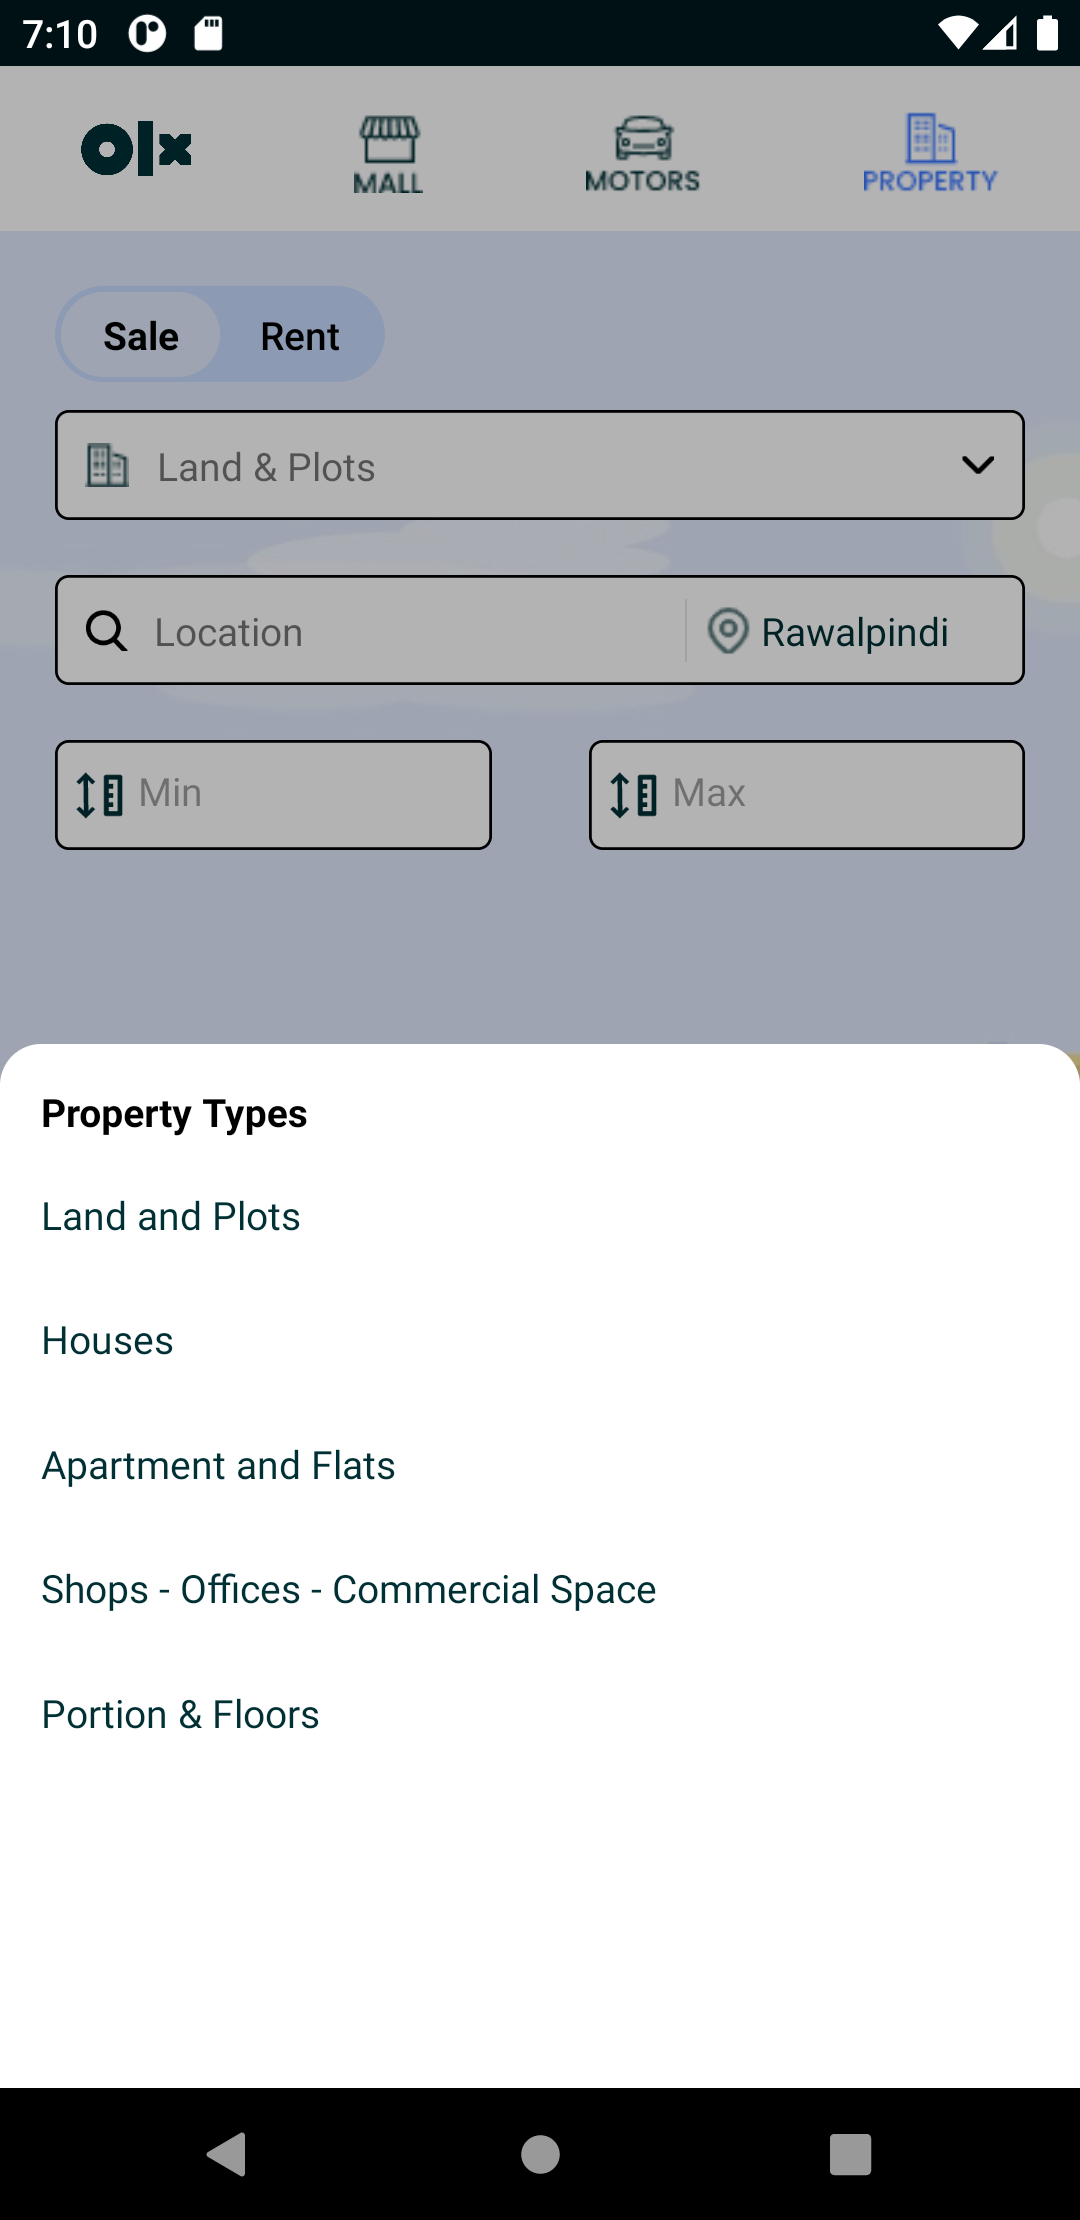 7:10
olx
MALL
MOTORS
PROPERTY
Sale
Rent
Land & Plots
Location
Rawalpindi
Min
Max
Property Types
Land and Plots
Houses
Apartment and Flats
Shops - Offices - Commercial Space
Portion & Floors